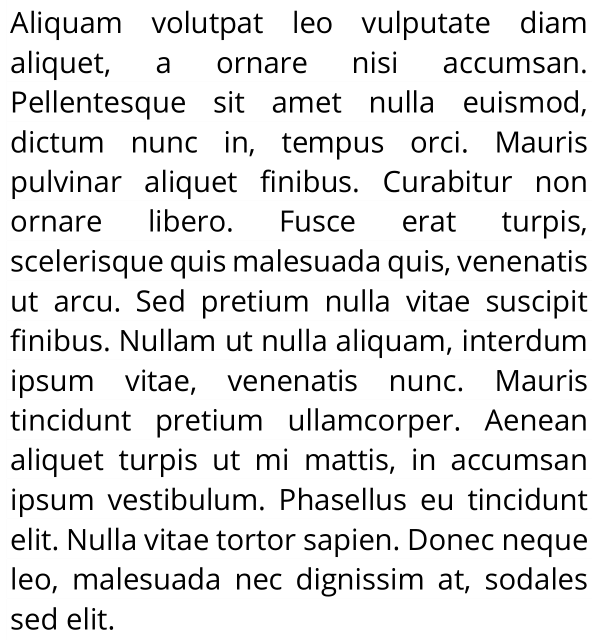 Aliquam volutpat leo vulputate diam
aliquet, a ornare nisi accumsan.
Pellentesque sit amet nulla euismod,
dictum nunc in, tempus orci. Mauris
pulvinar aliquet finibus. Curabitur non
ornare libero. Fusce erat turpis,
scelerisque quis malesuada quis, venenatis
ut arcu. Sed pretium nulla vitae suscipit
finibus. Nullam ut nulla aliquam, interdum
ipsum vitae, venenatis nunc. Mauris
tincidunt pretium ullamcorper. Aenean
aliquet turpis ut mi mattis, in accumsan
ipsum vestibulum. Phasellus eu tincidunt
elit. Nulla vitae tortor sapien. Donec neque
leo, malesuada nec dignissim at, sodales
sed elit.